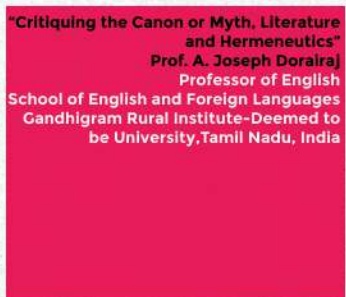 "Critiquing the Canon or Myth, Literature
and Hermeneutics"
Prof. A. Joseph Dorairaj
Professor of English
School of English and Foreign Languages
Gandhigram Rural Institute-Deemed to
be University,Tamil Nadu, India